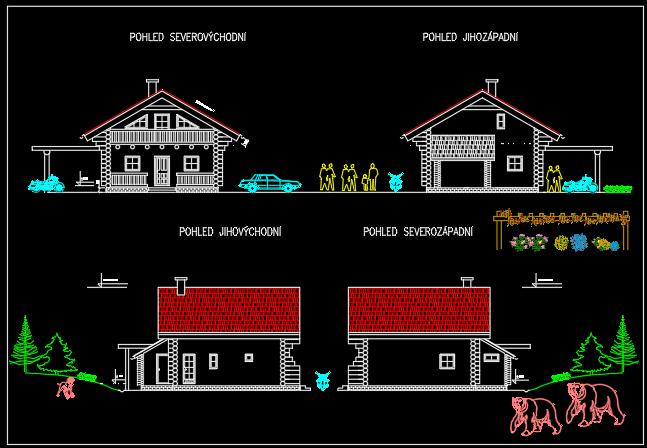 POHLED SEVEROVÝCHODNÍ
POHLED JIHOZÁPADNÍ
POHLED JIHOVÝCHODNÍ
POHLED SEVEROZÁPADNÍ